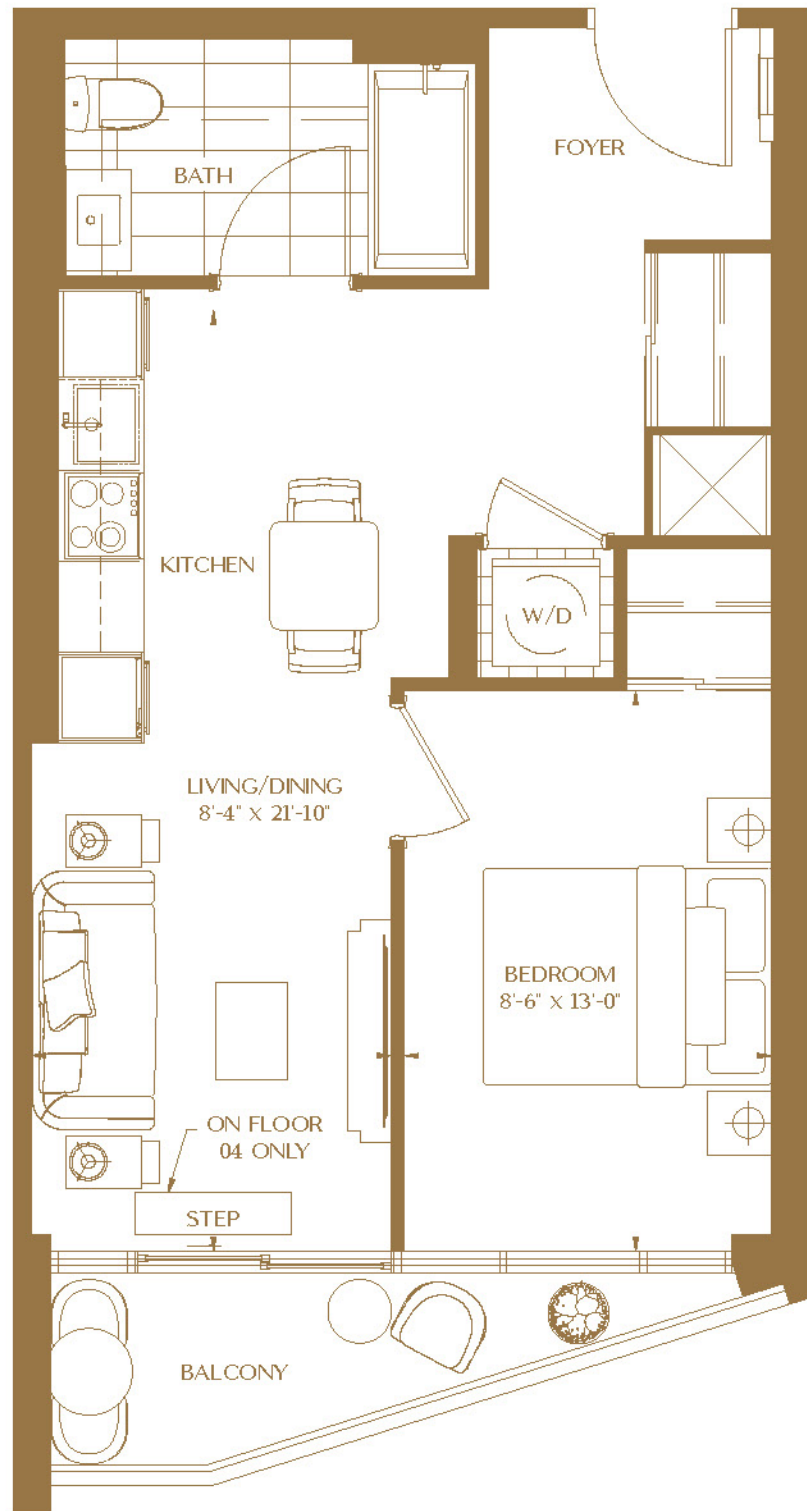 FOYER
BATH
KITCHEN
W/D
LIVING/DINING
8'-4" X 21'-10"
BEDROOM
8'-6" X 13'-0"
ON FLOOR
04 ONLY
STEP
BALCONY